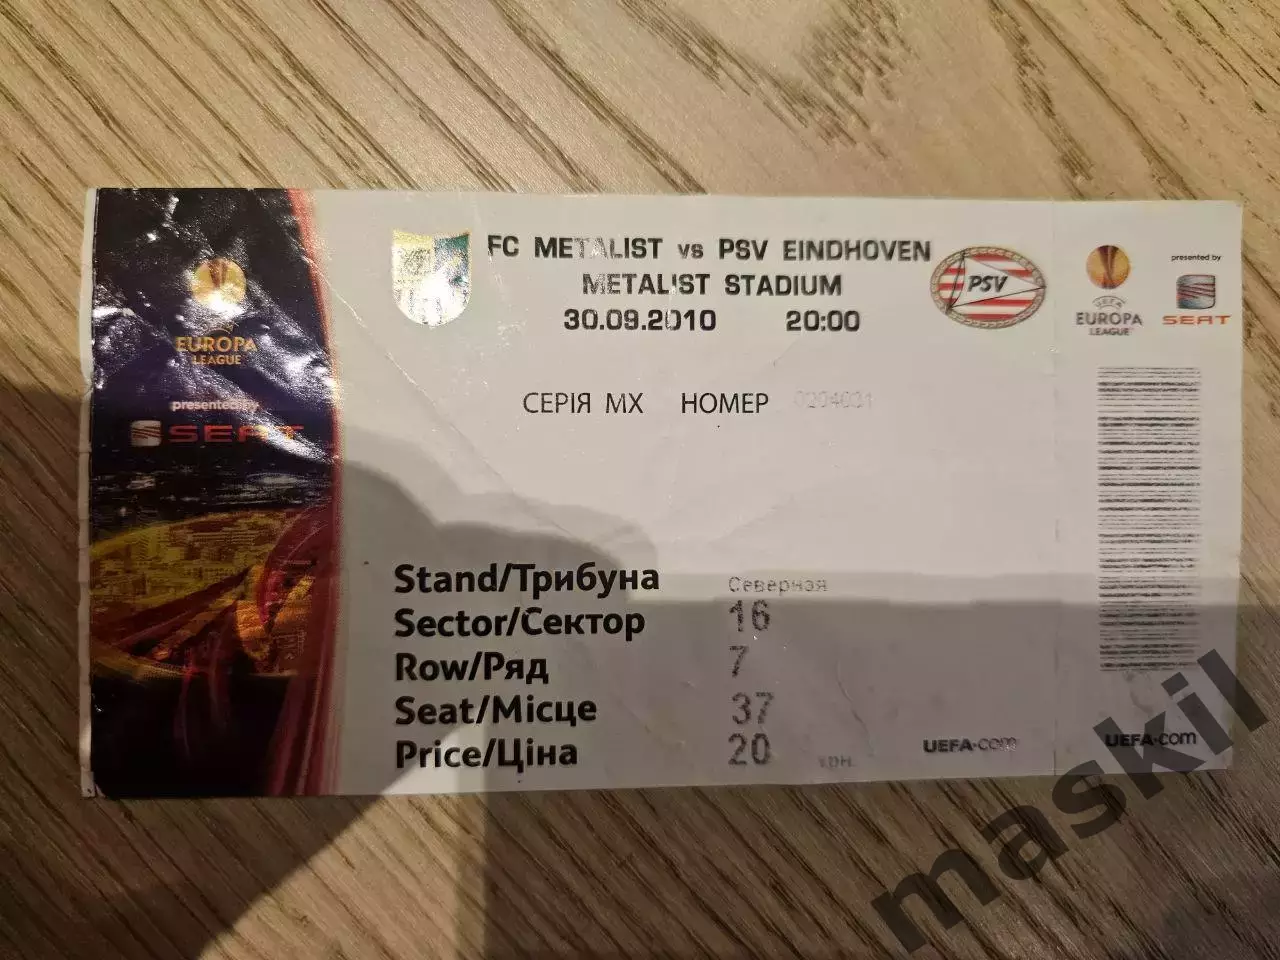 EUROPA
LEAGUE
presented by
SEAT
FC METALIST vs PSV EINDHOVEN
METALIST STADIUM
30.09.2010 20:00
PSV
СЕРІЯ МХ НОМЕР
Stand/Трибуна Северная
Sector/Сектор 16
Row/Ряд 7
Seat/Місце 37
Price/Ціна 20
UEFA.com
UEFA
EUROPA
LEAGUE
presented by
SEAT
UEFA.com
maskil